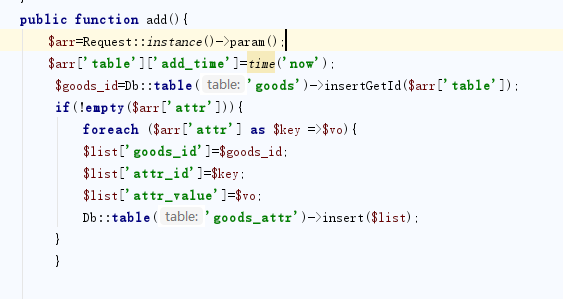 public function add(){
$arr=Request::instance()->param();
$arr['table']['add_time']=time('now');
$goods_id=Db::table( table: 'goods')->insertGetId($arr['table']);
if(!empty($arr['attr'])){
foreach ($arr['attr'] as $key =>$vo){
$list['goods_id']=$goods_id;
$list['attr_id']=$key;
$list['attr_value']=$vo;
Db::table( table: 'goods_attr')->insert($list);
}
}